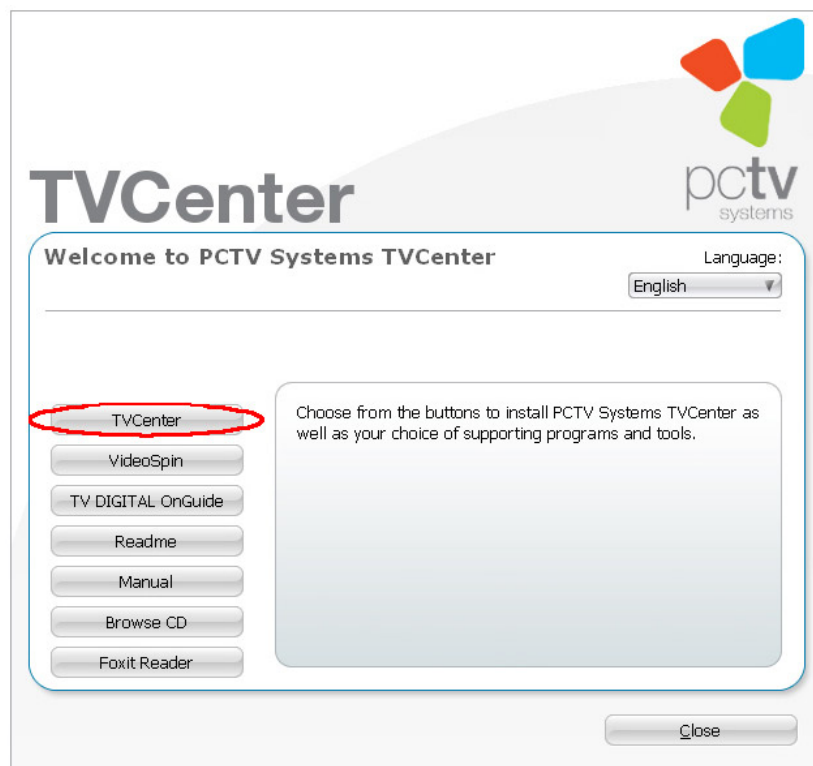 TVCenter
pctv
systems
Welcome to PCTV Systems TVCenter
Language:
English
TVCenter
VideoSpin
TV DIGITAL OnGuide
Readme
Manual
Browse CD
Foxit Reader
Choose from the buttons to install PCTV Systems TVCenter as
well as your choice of supporting programs and tools.
Close